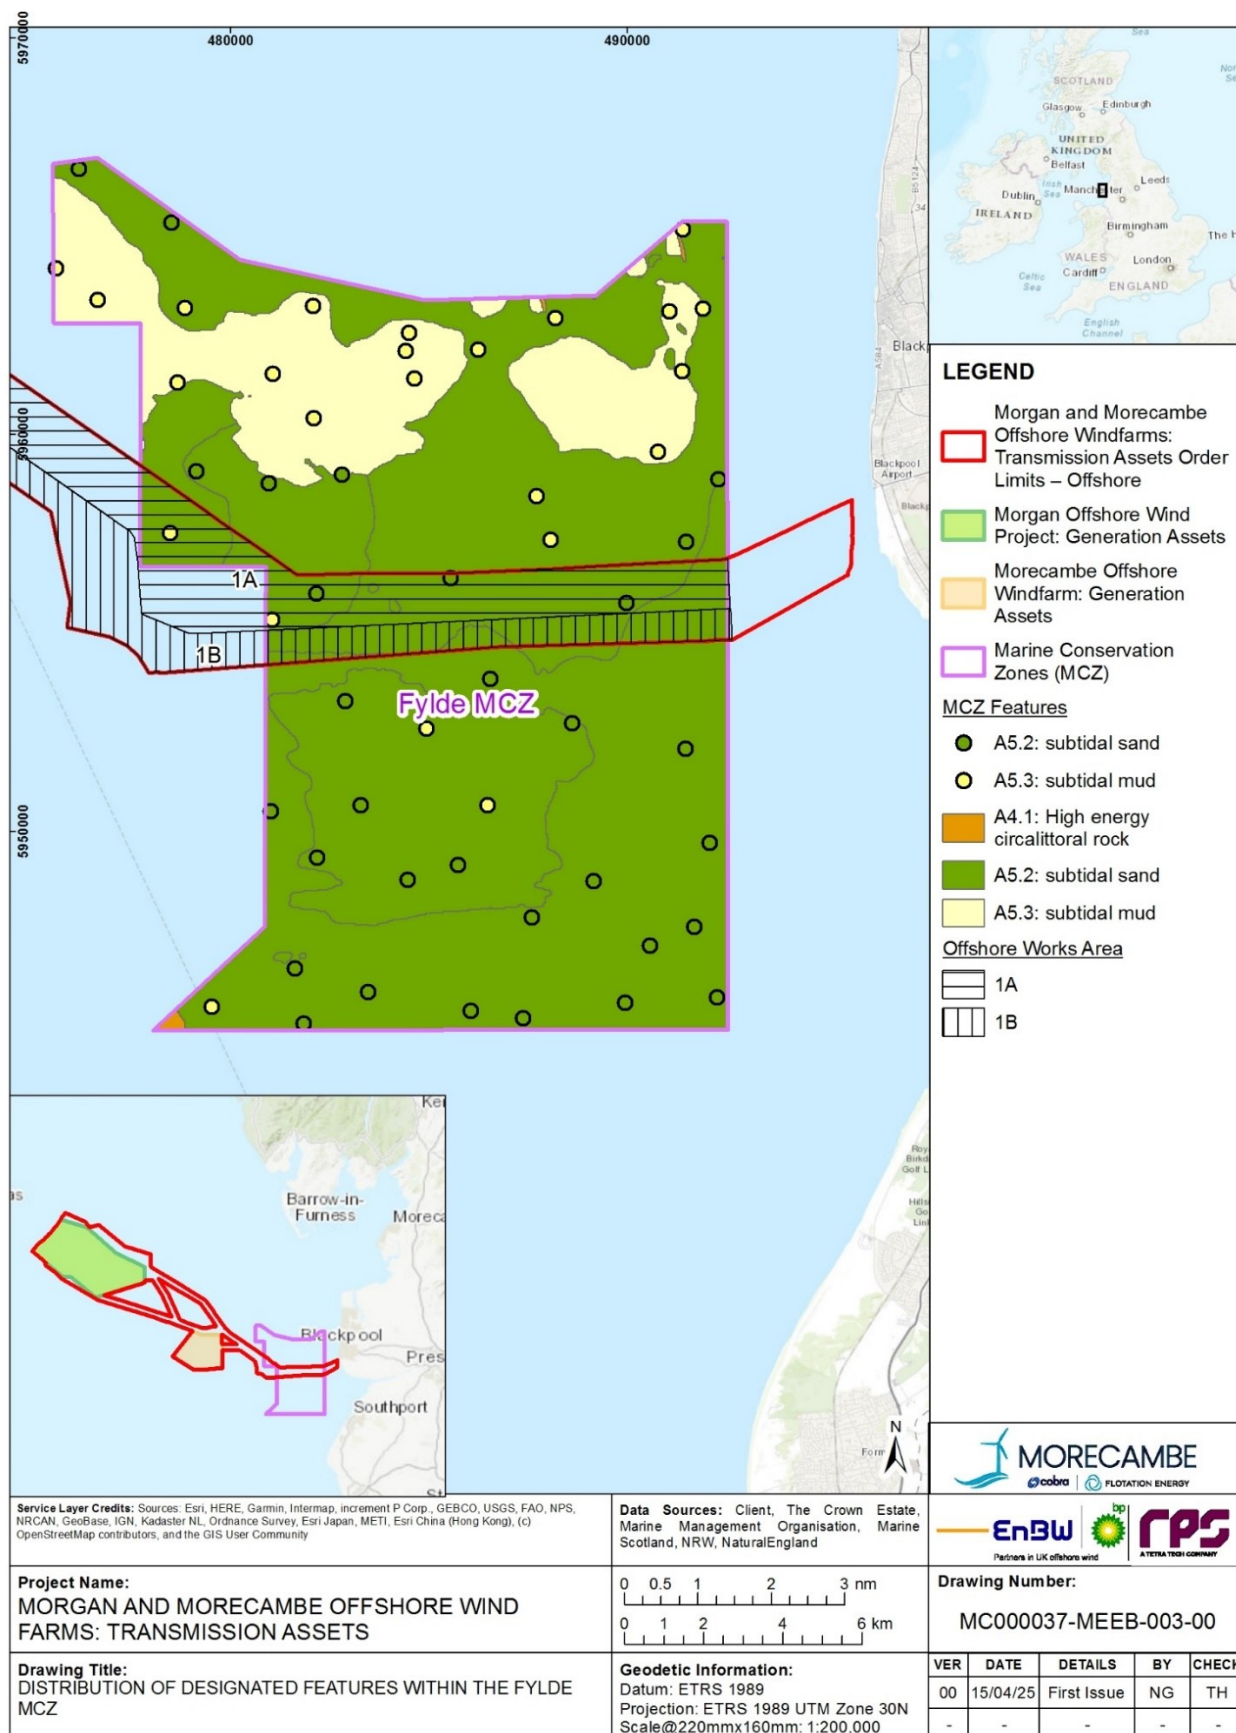 480000
490000
5970000
5960000
5950000
B5124
A584
Blackpool
Airport
1A
1B
Fylde MCZ
Sea
SCOTLAND
Glasgow
Edinburgh
UNITED
KINGDOM
Belfast
Irish
Sea
Leeds
Dublin
IRELAND
Birmingham
The H
WALES
Cardiff
London
ENGLAND
Celtic
Sea
English
Channel
LEGEND
Morgan and Morecambe
Offshore Windfarms:
Transmission Assets Order
Limits – Offshore
Morgan Offshore Wind
Project: Generation Assets
Morecambe Offshore
Windfarm: Generation
Assets
Marine Conservation
Zones (MCZ)
MCZ Features
A5.2: subtidal sand
A5.3: subtidal mud
A4.1: High energy
circalittoral rock
A5.2: subtidal sand
A5.3: subtidal mud
Offshore Works Area
1A
1B
Barrow-in-
Furness
Moreca
Blackpool
Pres
Southport
N
MORECAMBE
cobra
FLOTATION ENERGY
Service Layer Credits: Sources: Esri, HERE, Garmin, Intermap, increment P Corp., GEBCO, USGS, FAO, NPS,
NRCAN, GeoBase, IGN, Kadaster NL, Ordnance Survey, Esri Japan, METI, Esri China (Hong Kong), (c)
OpenStreetMap contributors, and the GIS User Community
Data Sources: Client, The Crown Estate,
Marine Management Organisation, Marine
Scotland, NRW, NaturalEngland
EnBW
bp
Partners in UK offshore wind
RPS
A TETRA TECH COMPANY
Project Name:
MORGAN AND MORECAMBE OFFSHORE WIND
FARMS: TRANSMISSION ASSETS
0 0.5 1 2 3 nm
0 1 2 4 6 km
Drawing Number:
MC000037-MEEB-003-00
Drawing Title:
DISTRIBUTION OF DESIGNATED FEATURES WITHIN THE FYLDE
MCZ
Geodetic Information:
Datum: ETRS 1989
Projection: ETRS 1989 UTM Zone 30N
Scale@220mmx160mm: 1:200,000
VER DATE DETAILS BY CHECK
00 15/04/25 First Issue NG TH
- - - - -